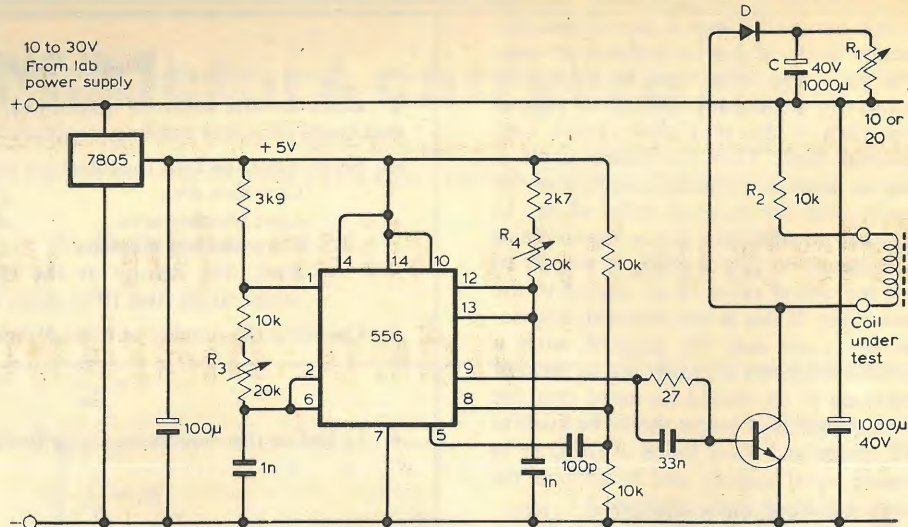 D
10 to 30V
From lab
power supply
+
C
40V
1000µ
R1
10 or
20
7805
+ 5V
3k9
2k7
R2
10k
4
14
10
R4
20k
10k
1
12
13
10k
556
Coil
under
test
R3
20k
2
9
27
6
8
100µ
7
5
1n
100p
33n
1n
10k
1000µ
40V
–